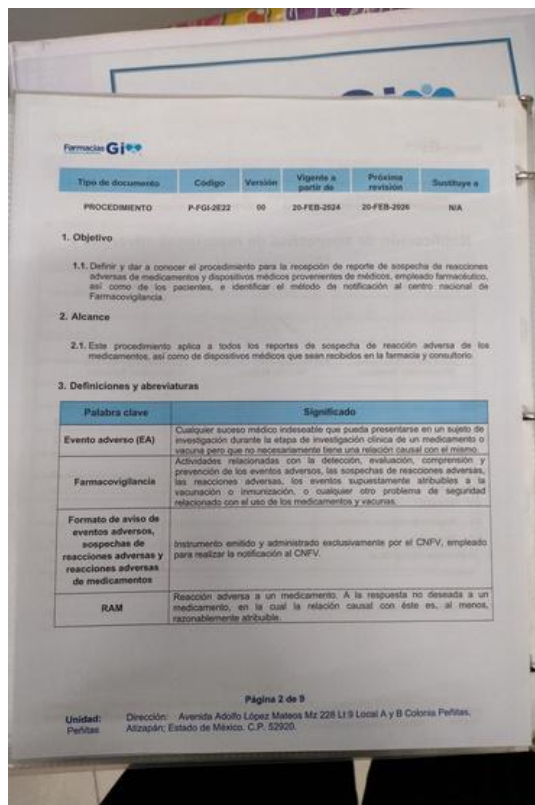 Gi
Farmacias Gi
Tipo de documento Código Versión Vigente a partir de Próxima revisión Sustituye a
PROCEDIMIENTO P-FGI-2E22 00 20-FEB-2024 20-FEB-2026 N/A
1. Objetivo
1.1. Definir y dar a conocer el procedimiento para la recepción de reporte de sospecha de reacciones
adversas de medicamentos y dispositivos médicos provenientes de médicos, empleado farmacéutico,
así como de los pacientes, e identificar el método de notificación al centro nacional de
Farmacovigilancia.
2. Alcance
2.1. Este procedimiento aplica a todos los reportes de sospecha de reacción adversa de los
medicamentos, así como de dispositivos médicos que sean recibidos en la farmacia y consultorio.
3. Definiciones y abreviaturas
Palabra clave Significado
Evento adverso (EA)
Cualquier suceso médico indeseable que pueda presentarse en un sujeto de
investigación durante la etapa de investigación clínica de un medicamento o
vacuna pero que no necesariamente tiene una relación causal con el mismo.
Farmacovigilancia
Actividades relacionadas con la detección, evaluación, comprensión y
prevención de los eventos adversos, las sospechas de reacciones adversas,
las reacciones adversas, los eventos supuestamente atribuibles a la
vacunación o inmunización, o cualquier otro problema de seguridad
relacionado con el uso de los medicamentos y vacunas.
Formato de aviso de
eventos adversos,
sospechas de
reacciones adversas y
reacciones adversas
de medicamentos
Instrumento emitido y administrado exclusivamente por el CNFV, empleado
para realizar la notificación al CNFV.
RAM
Reacción adversa a un medicamento. A la respuesta no deseada a un
medicamento, en la cual la relación causal con éste es, al menos,
razonablemente atribuible.
Página 2 de 9
Unidad: Peñitas
Dirección: Avenida Adolfo López Mateos Mz 228 Lt 9 Local A y B Colonia Peñitas,
Atizapán; Estado de México. C.P. 52920.